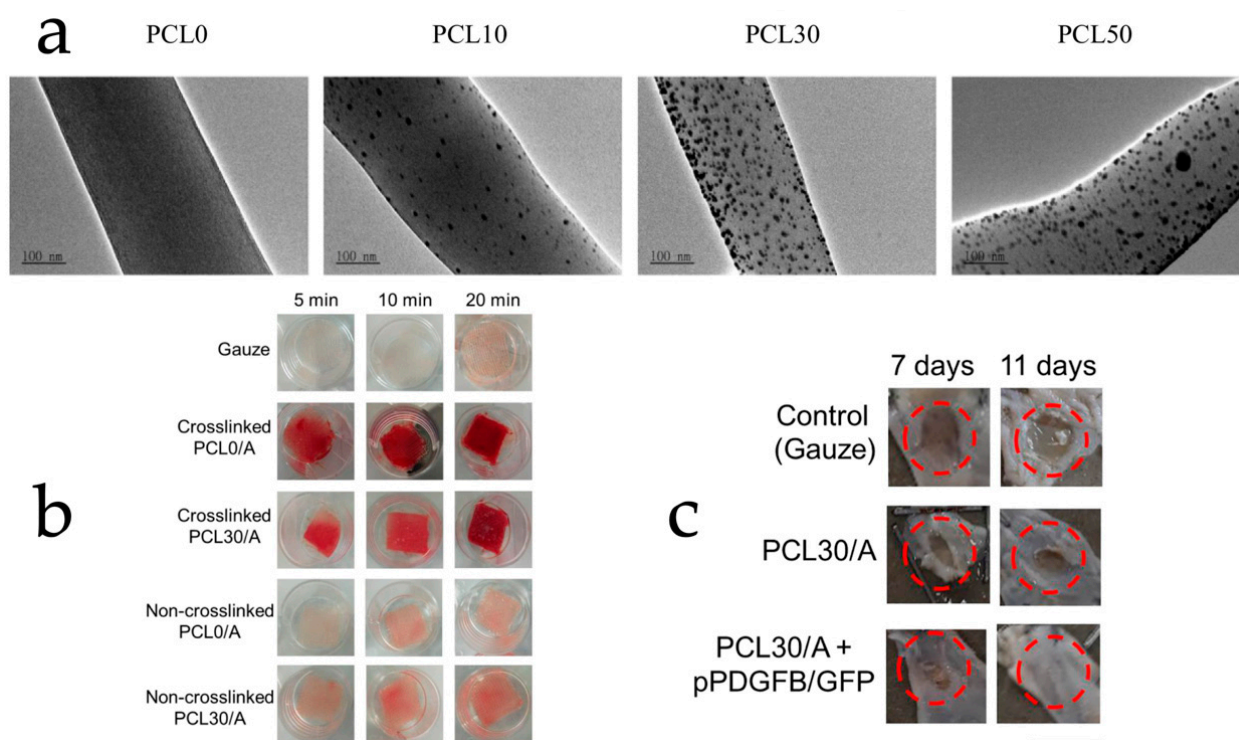 a
PCL0
PCL10
PCL30
PCL50
100 nm
100 nm
100 nm
100 nm
b
5 min
10 min
20 min
Gauze
Crosslinked
PCL0/A
Crosslinked
PCL30/A
Non-crosslinked
PCL0/A
Non-crosslinked
PCL30/A
c
7 days
11 days
Control
(Gauze)
PCL30/A
PCL30/A +
pPDGFB/GFP